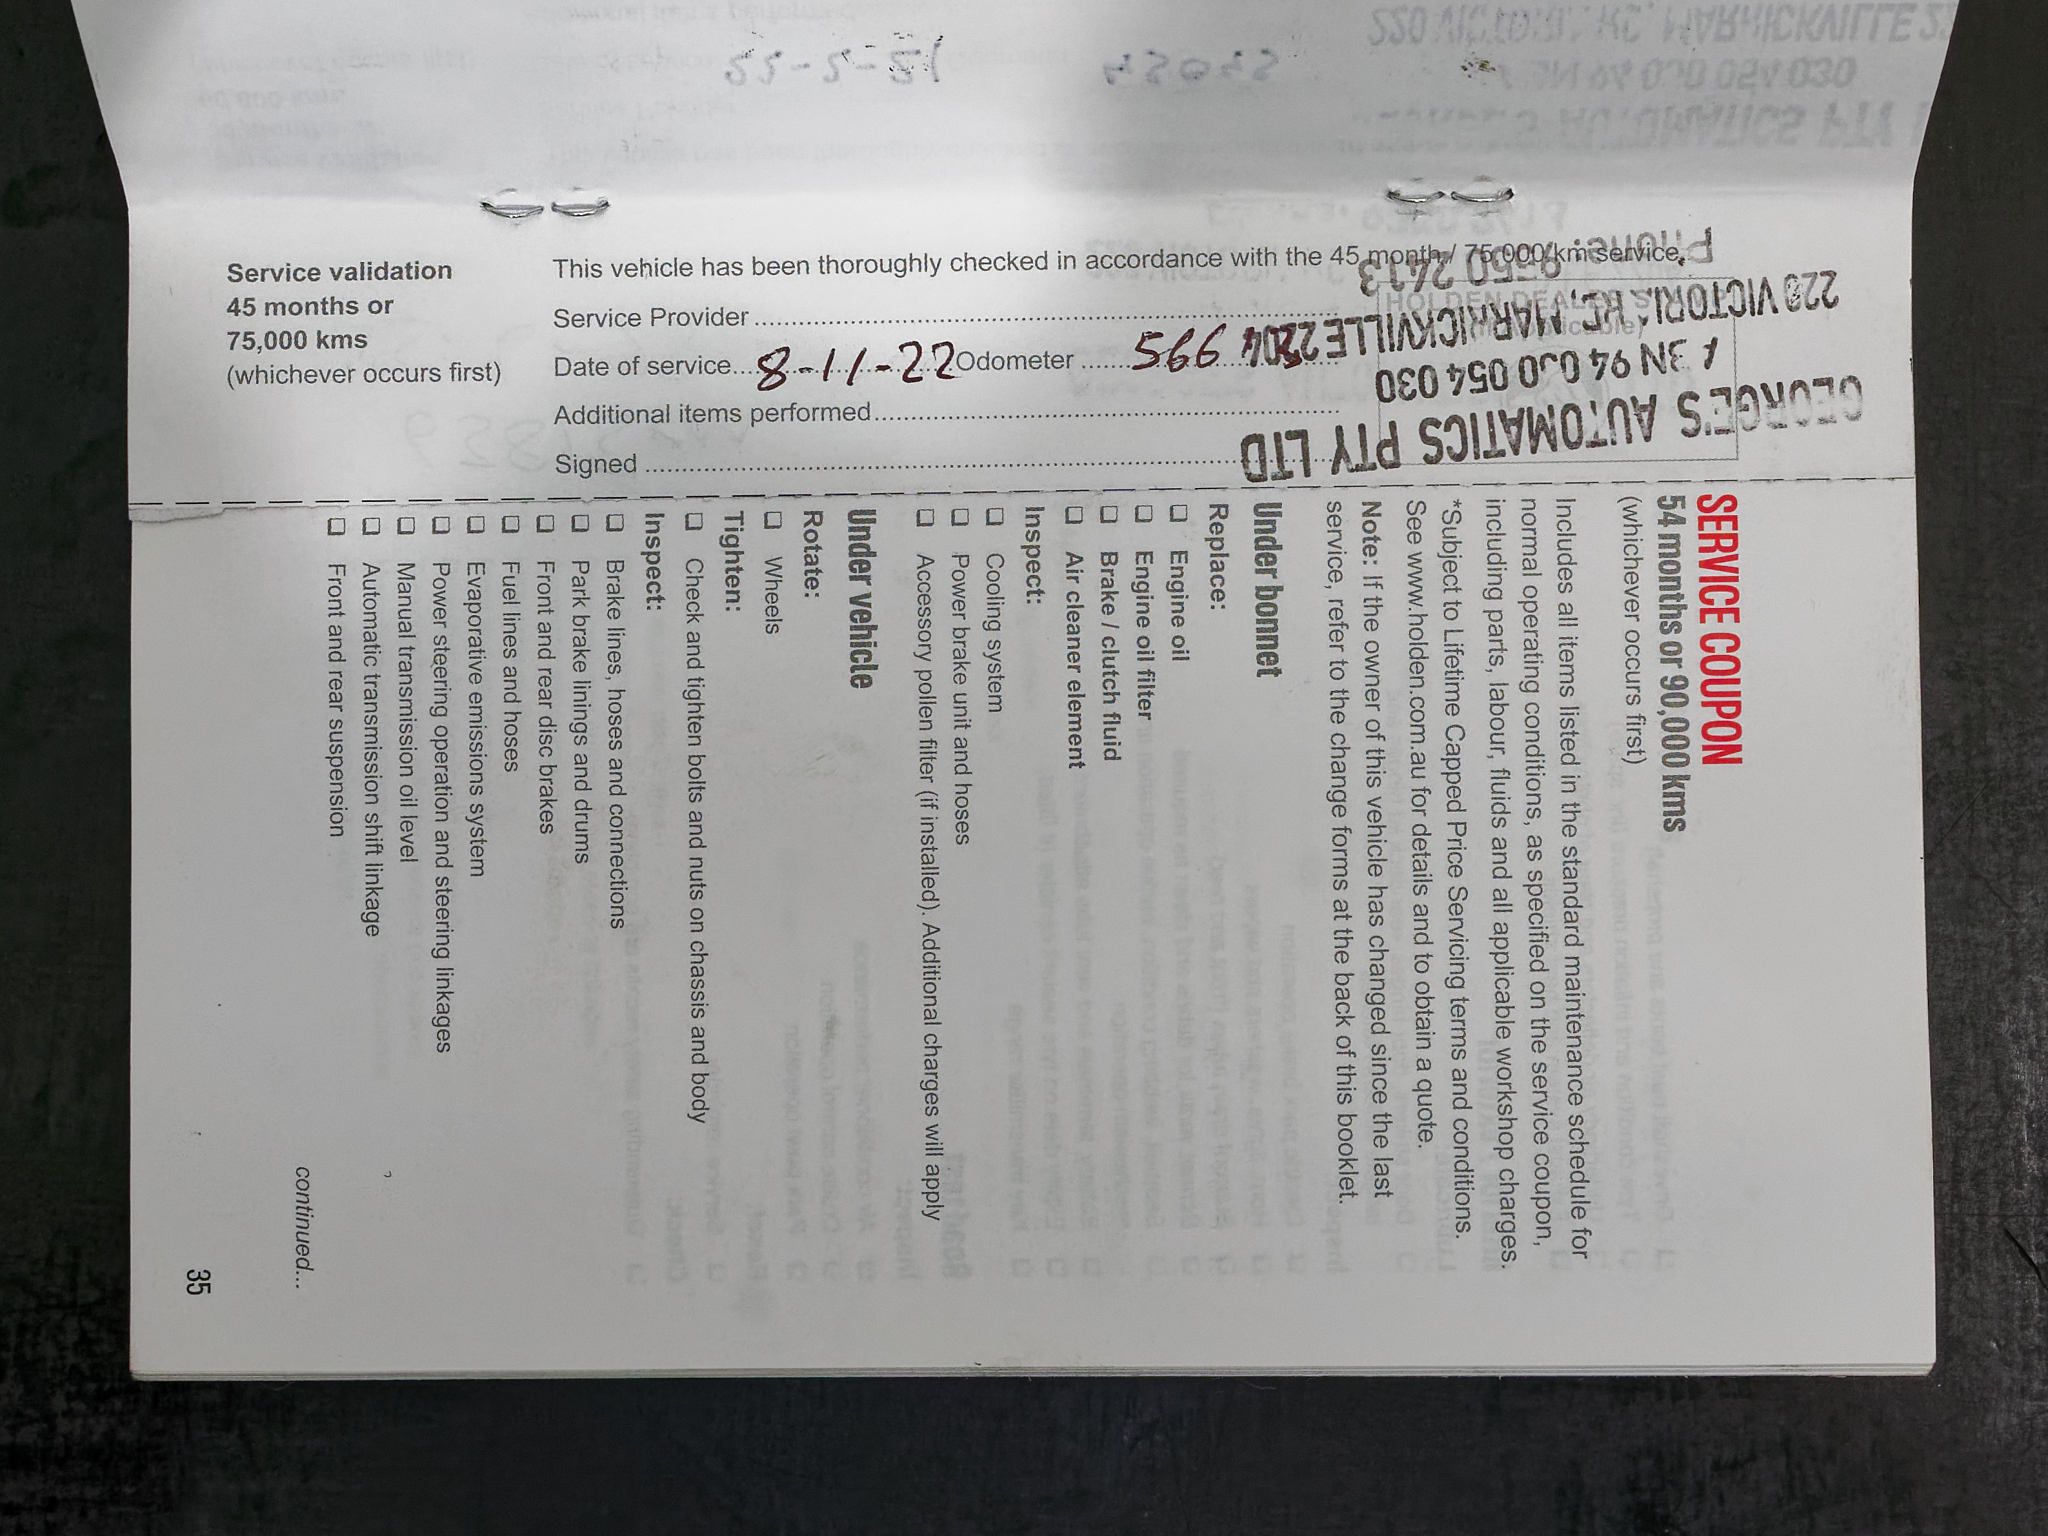 Service validation
45 months or
75,000 kms
(whichever occurs first)
This vehicle has been thoroughly checked in accordance with the 45 month / 75,000 km service.
Service Provider
Date of service 8-11-22 Odometer 566
Additional items performed
Signed
HOLDEN DEALER
GEORGE'S AUTOMATICS PTY LTD
054 030
220 VICTORIA RD, MARRICKVILLE 2204
Phone: 9550 2413
SERVICE COUPON
54 months or 90,000 kms
(whichever occurs first)
Includes all items listed in the standard maintenance schedule for
normal operating conditions, as specified on the service coupon,
including parts, labour, fluids and all applicable workshop charges.
*Subject to Lifetime Capped Price Servicing terms and conditions.
See www.holden.com.au for details and to obtain a quote.
Note: If the owner of this vehicle has changed since the last
service, refer to the change forms at the back of this booklet.
Under bonnet
Replace:
☐ Engine oil
☐ Engine oil filter
☐ Brake / clutch fluid
☐ Air cleaner element
Inspect:
☐ Cooling system
☐ Power brake unit and hoses
☐ Accessory pollen filter (if installed). Additional charges will apply
Under vehicle
Rotate:
☐ Wheels
Tighten:
☐ Check and tighten bolts and nuts on chassis and body
Inspect:
☐ Brake lines, hoses and connections
☐ Park brake linings and drums
☐ Front and rear disc brakes
☐ Fuel lines and hoses
☐ Evaporative emissions system
☐ Power steering operation and steering linkages
☐ Manual transmission oil level
☐ Automatic transmission shift linkage
☐ Front and rear suspension
continued...
35